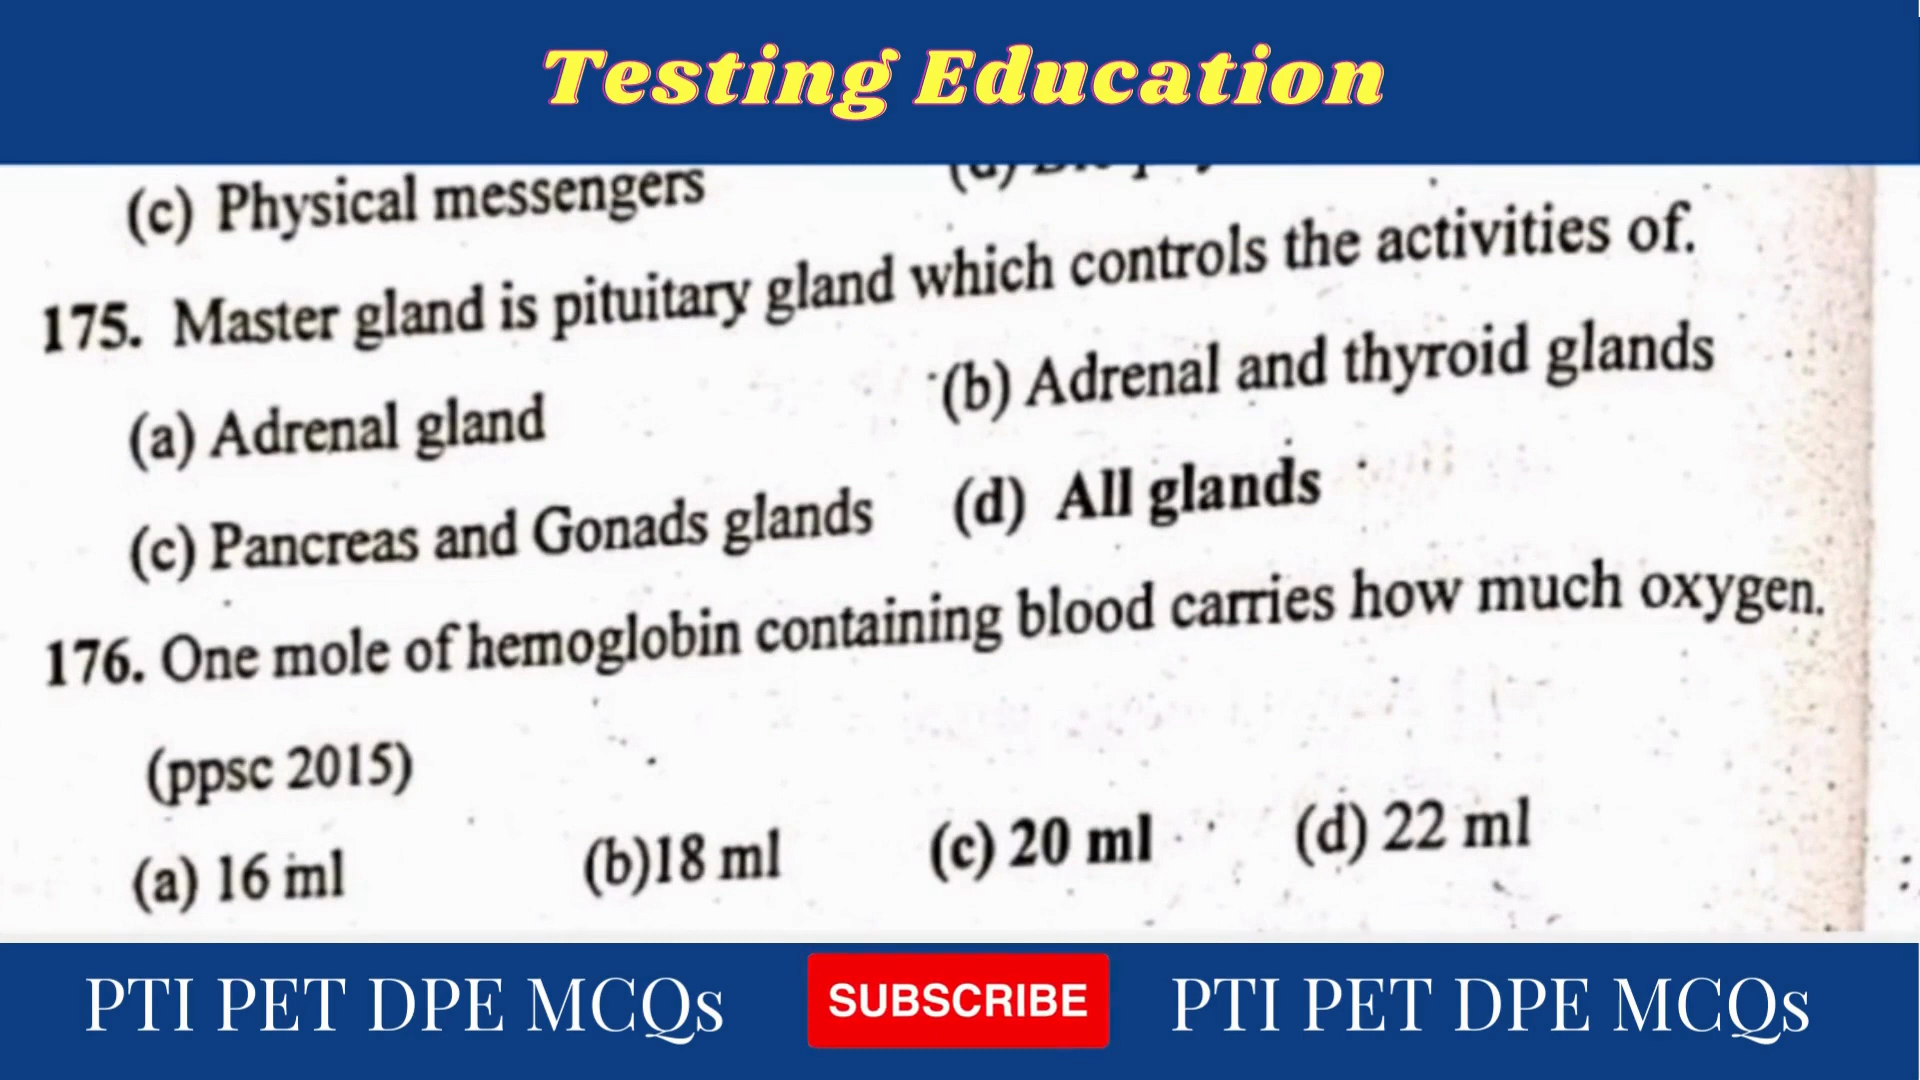 Testing Education
(c) Physical messengers
175. Master gland is pituitary gland which controls the activities of.
(a) Adrenal gland (b) Adrenal and thyroid glands
(c) Pancreas and Gonads glands (d) All glands
176. One mole of hemoglobin containing blood carries how much oxygen.
(ppsc 2015)
(a) 16 ml (b)18 ml (c) 20 ml (d) 22 ml
PTI PET DPE MCQs SUBSCRIBE PTI PET DPE MCQs